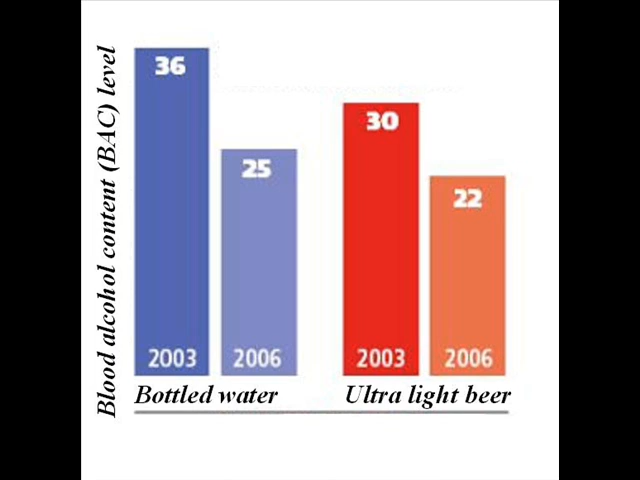 Blood alcohol content (BAC) level
36
25
30
22
2003
2006
2003
2006
Bottled water
Ultra light beer